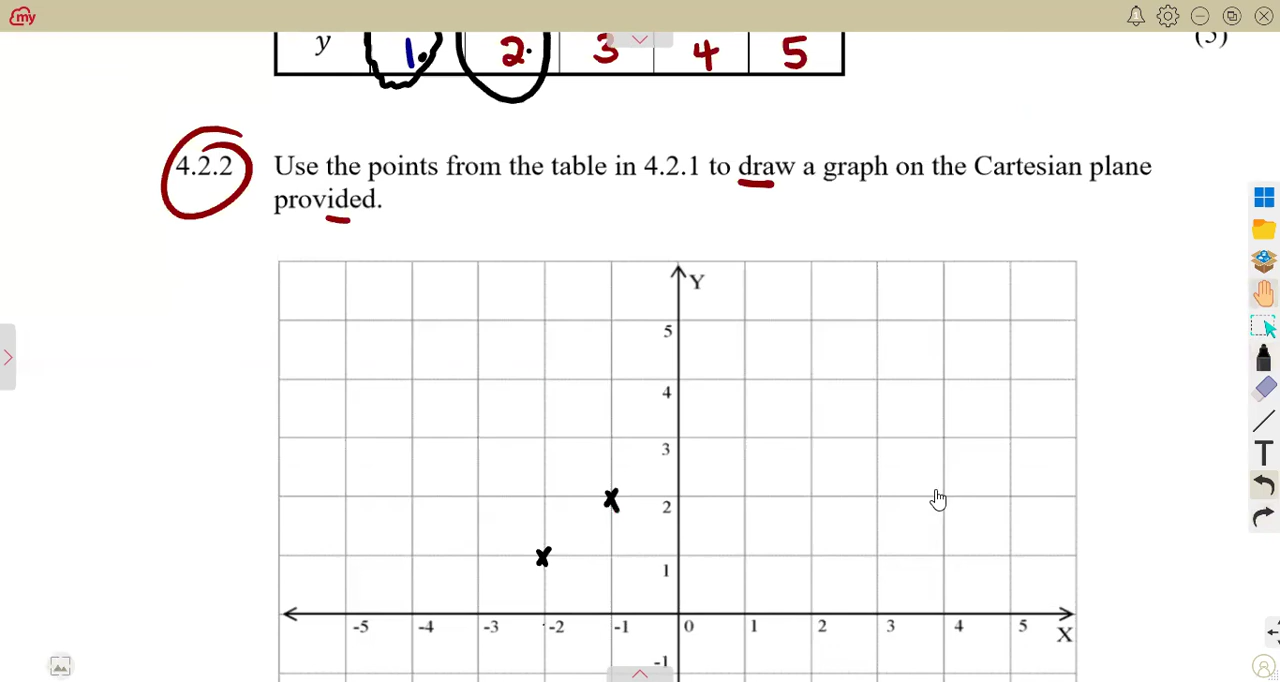 my
y 1. 2. 3 4 5
4.2.2 Use the points from the table in 4.2.1 to draw a graph on the Cartesian plane
provided.
Y
5
4
3
2
1
-5 -4 -3 -2 -1 0 1 2 3 4 5 X
-1
T